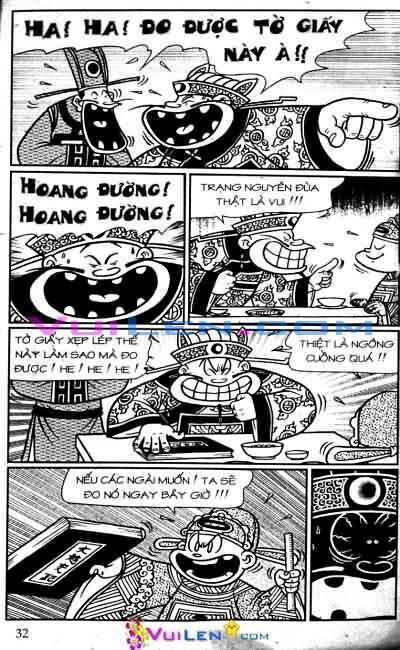 HA! HA! ĐO ĐƯỢC TỜ GIẤY
NÀY À!!
HOANG ĐƯỜNG!
HOANG ĐƯỜNG!
TRẠNG NGUYÊN ĐÙA
THẬT LÀ VUI !!!
VUILEN.COM
TỜ GIẤY XẸP LÉP THẾ
NÀY LÀM SAO MÀ ĐO
ĐƯỢC! HE! HE! HE!
THIỆT LÀ NGÔNG
CUỒNG QUÁ !!
NẾU CÁC NGÀI MUỐN! TA SẼ
ĐO NÓ NGAY BÂY GIỜ !!!
32
VUILEN.COM